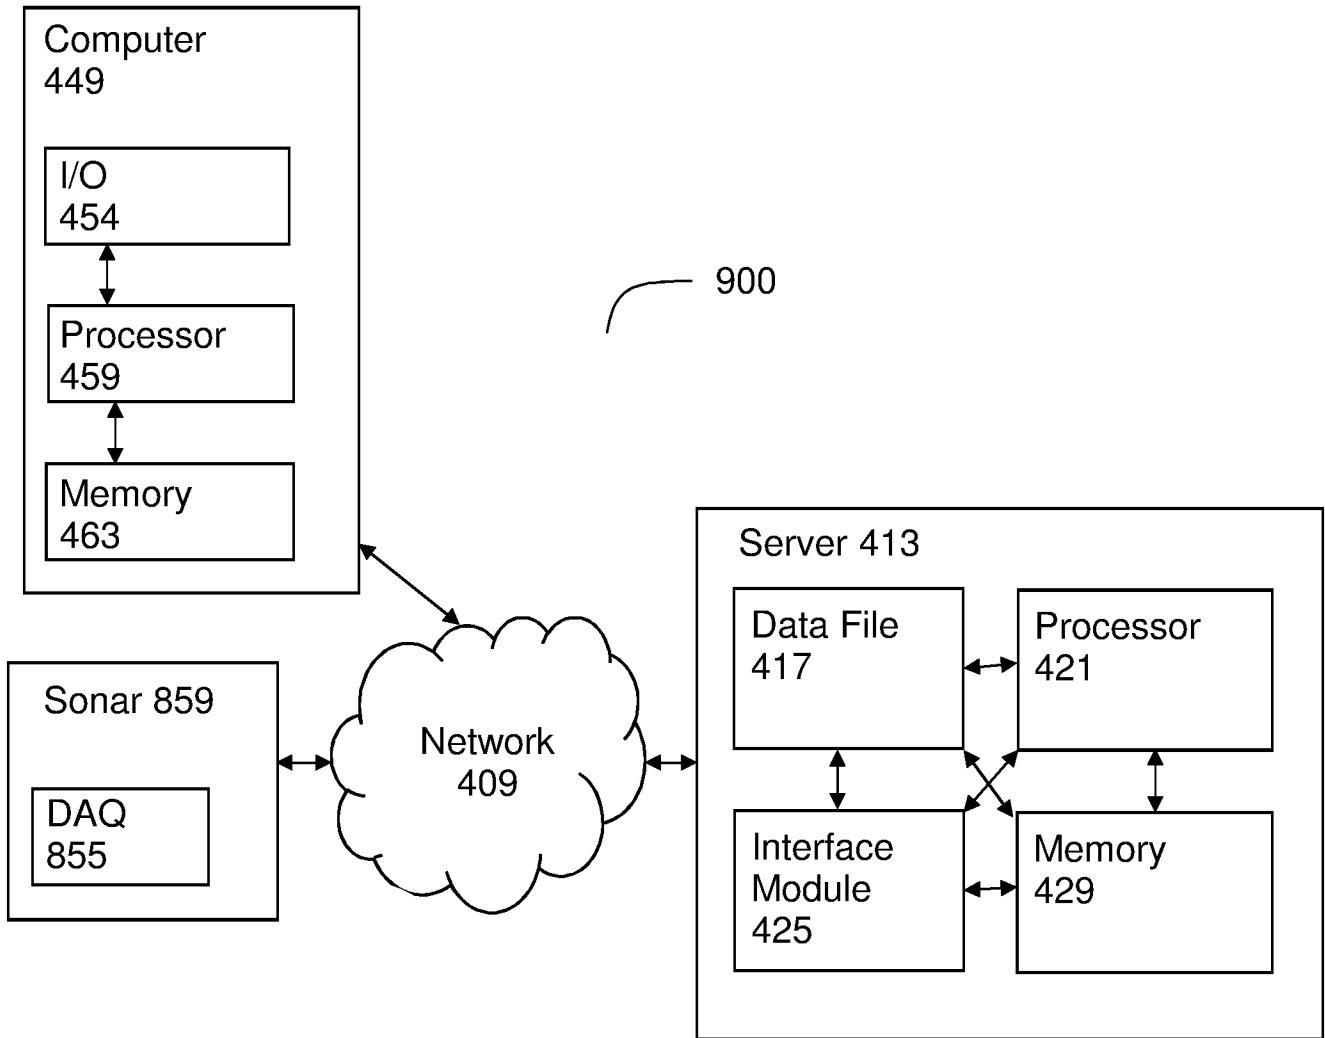 Computer
449
I/O
454
Processor
459
Memory
463
900
Sonar 859
DAQ
855
Network
409
Server 413
Data File
417
Processor
421
Interface
Module
425
Memory
429